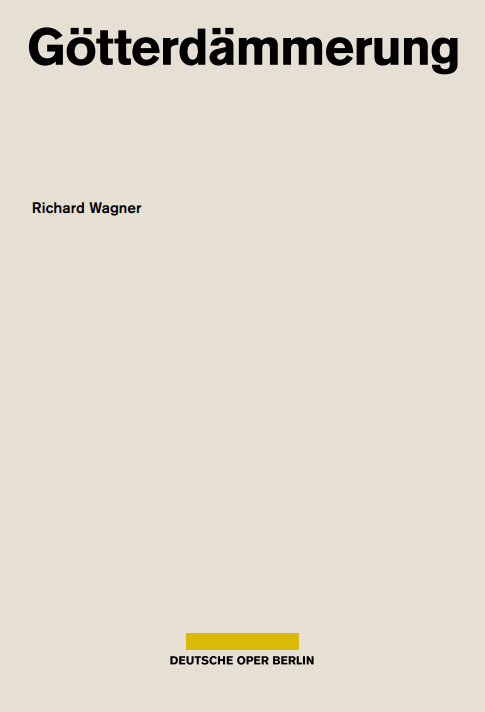 Götterdämmerung
Richard Wagner
DEUTSCHE OPER BERLIN